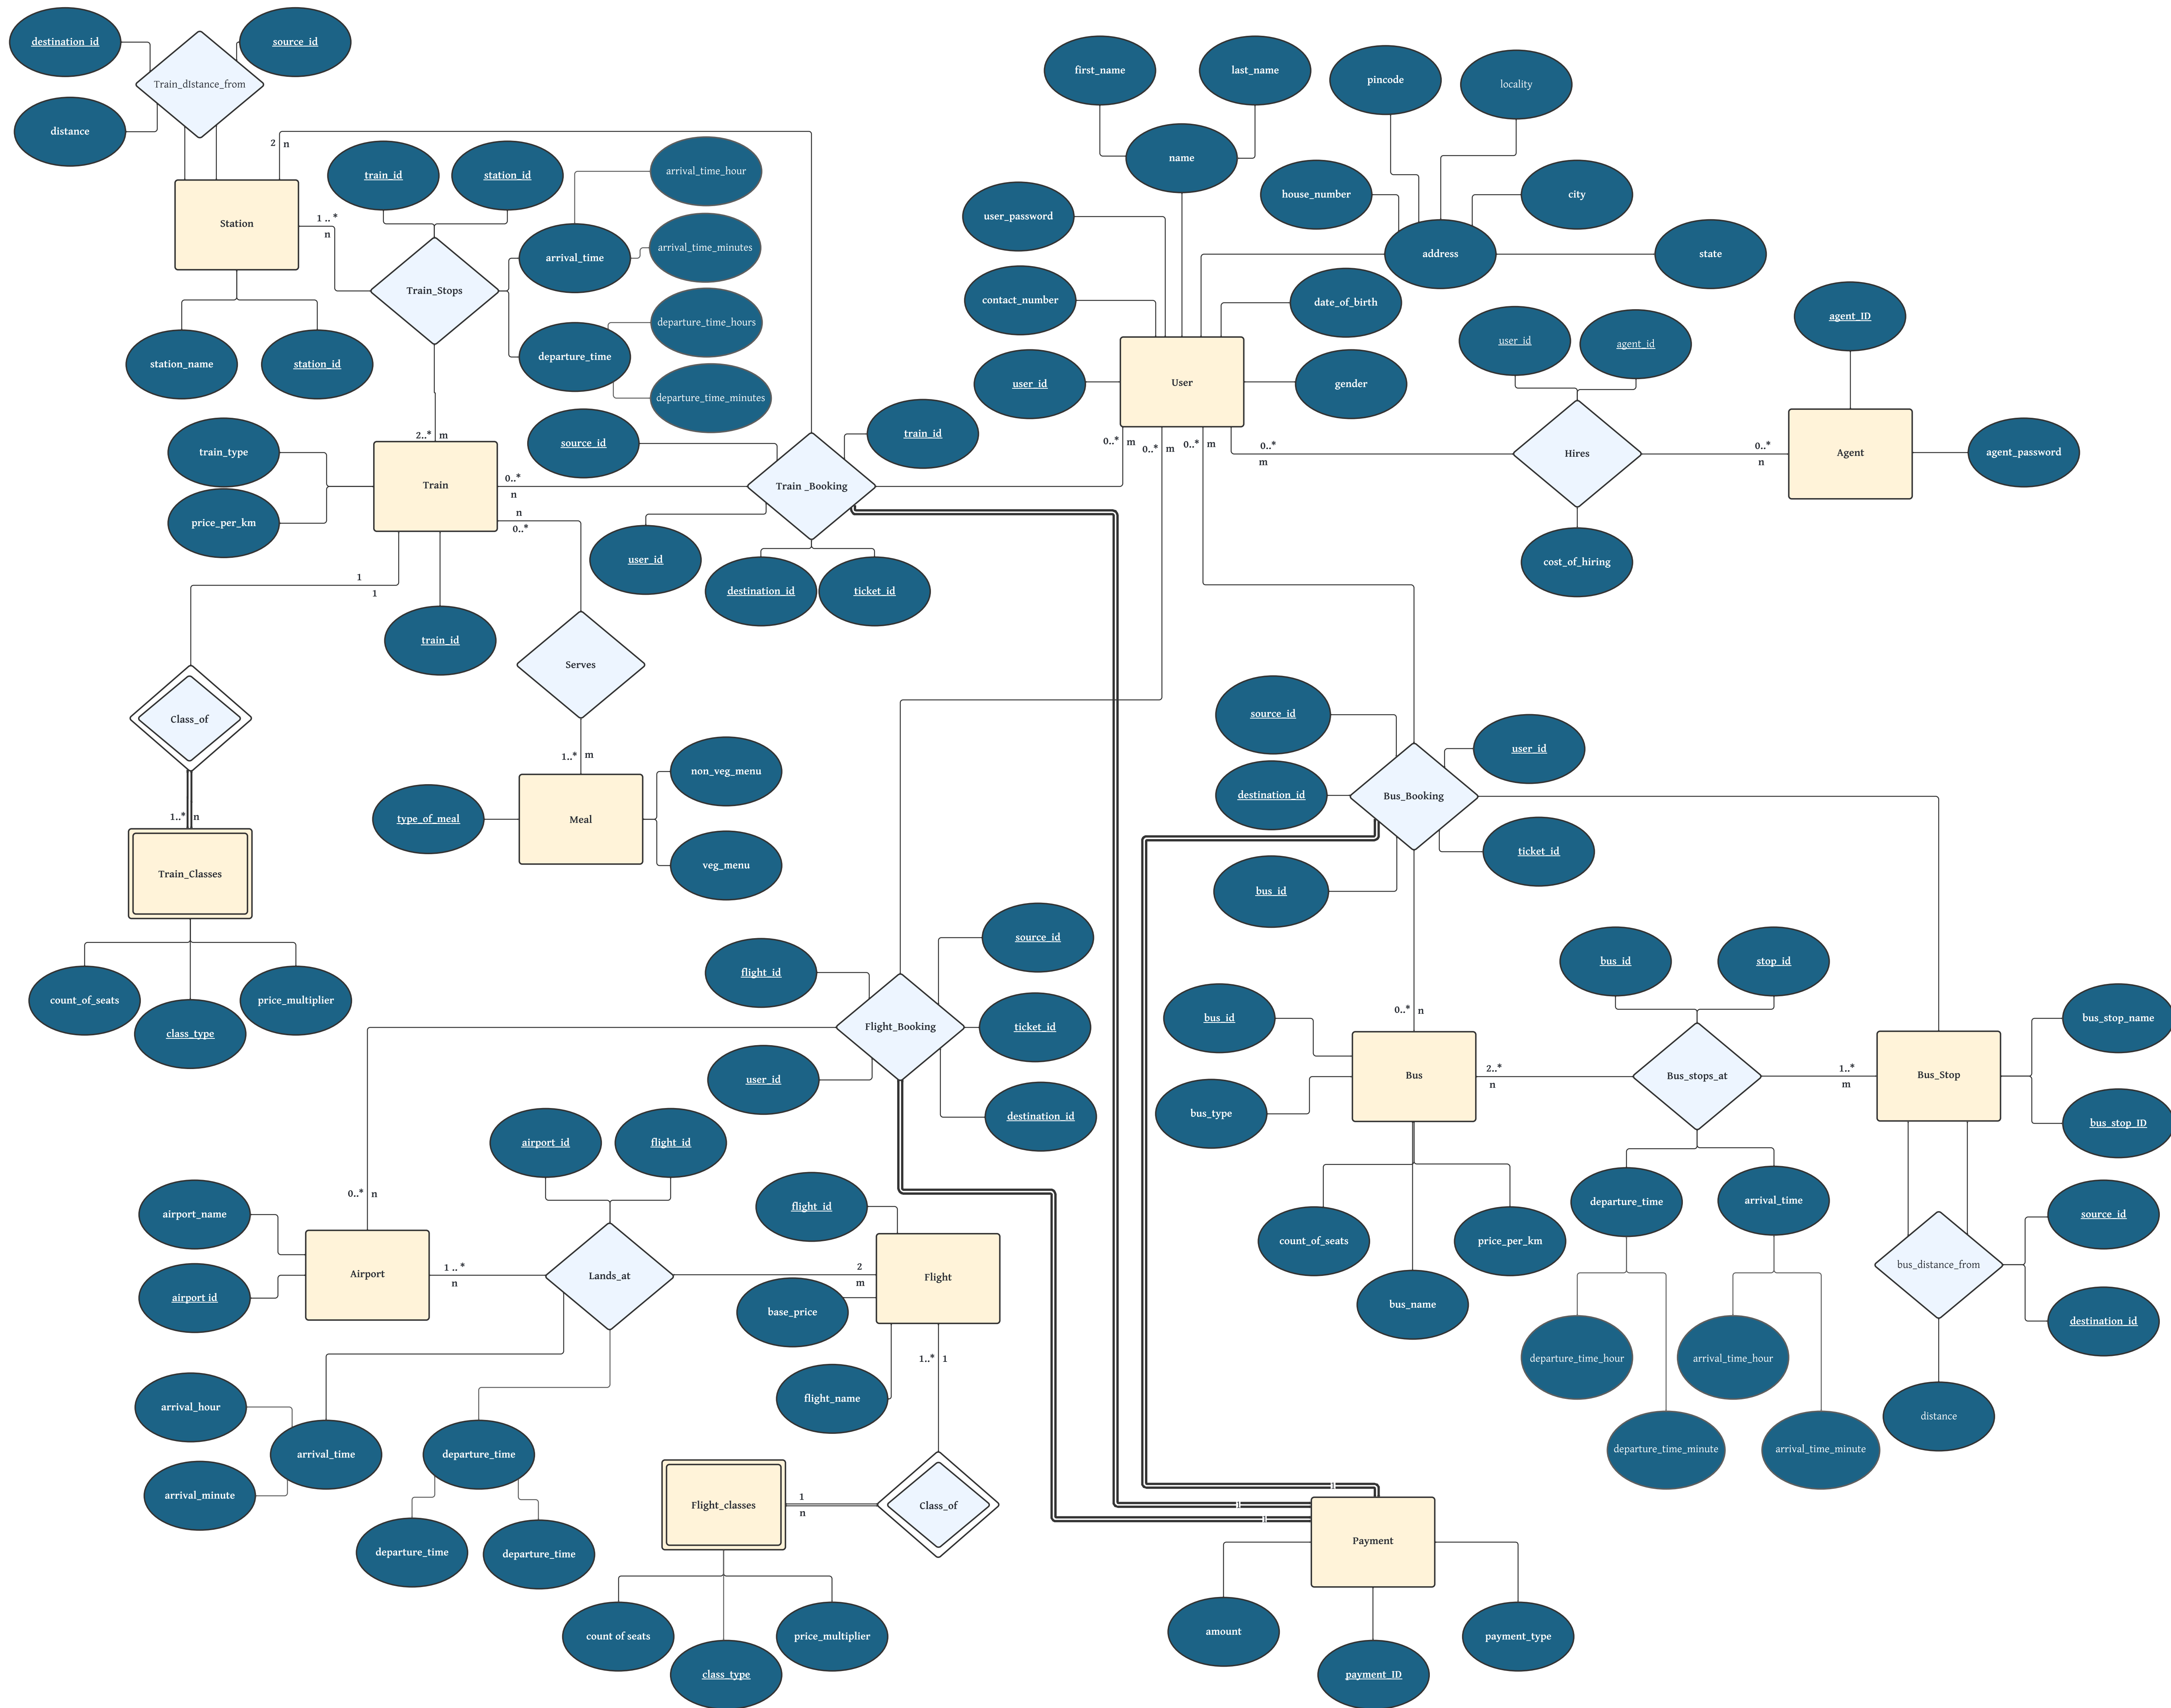 destination_id
source_id
Train_dIstance_from
distance
first_name
last_name
pincode
locality
name
2
n
train_id
station_id
arrival_time_hour
house_number
city
user_password
Station
1 .. *
n
arrival_time
arrival_time_minutes
address
state
Train_Stops
contact_number
date_of_birth
departure_time_hours
agent_ID
station_name
station_id
departure_time
user_id
agent_id
User
user_id
gender
departure_time_minutes
2..*
m
source_id
train_id
0..*
m
0..*
m
0..*
m
0..*
m
Hires
0..*
n
Agent
agent_password
train_type
Train
0..*
n
Train _Booking
price_per_km
n
0..*
user_id
destination_id
ticket_id
cost_of_hiring
1
1
train_id
Serves
Class_of
source_id
user_id
1..*
m
non_veg_menu
type_of_meal
Meal
veg_menu
destination_id
Bus_Booking
ticket_id
bus_id
1..*
n
Train_Classes
source_id
flight_id
bus_id
stop_id
count_of_seats
class_type
price_multiplier
Flight_Booking
ticket_id
0..*
n
bus_id
bus_stop_name
user_id
Bus
2..*
n
Bus_stops_at
1..*
m
Bus_Stop
destination_id
bus_type
bus_stop_ID
airport_id
flight_id
0..*
n
airport_name
flight_id
departure_time
arrival_time
source_id
count_of_seats
price_per_km
Airport
1 .. *
n
Lands_at
2
m
Flight
bus_distance_from
airport id
base_price
bus_name
destination_id
1..*
1
departure_time_hour
arrival_time_hour
flight_name
arrival_hour
distance
arrival_time
departure_time
departure_time_minute
arrival_time_minute
arrival_minute
Flight_classes
1
n
Class_of
1
1
1
departure_time
departure_time
Payment
count of seats
price_multiplier
amount
payment_type
class_type
payment_ID